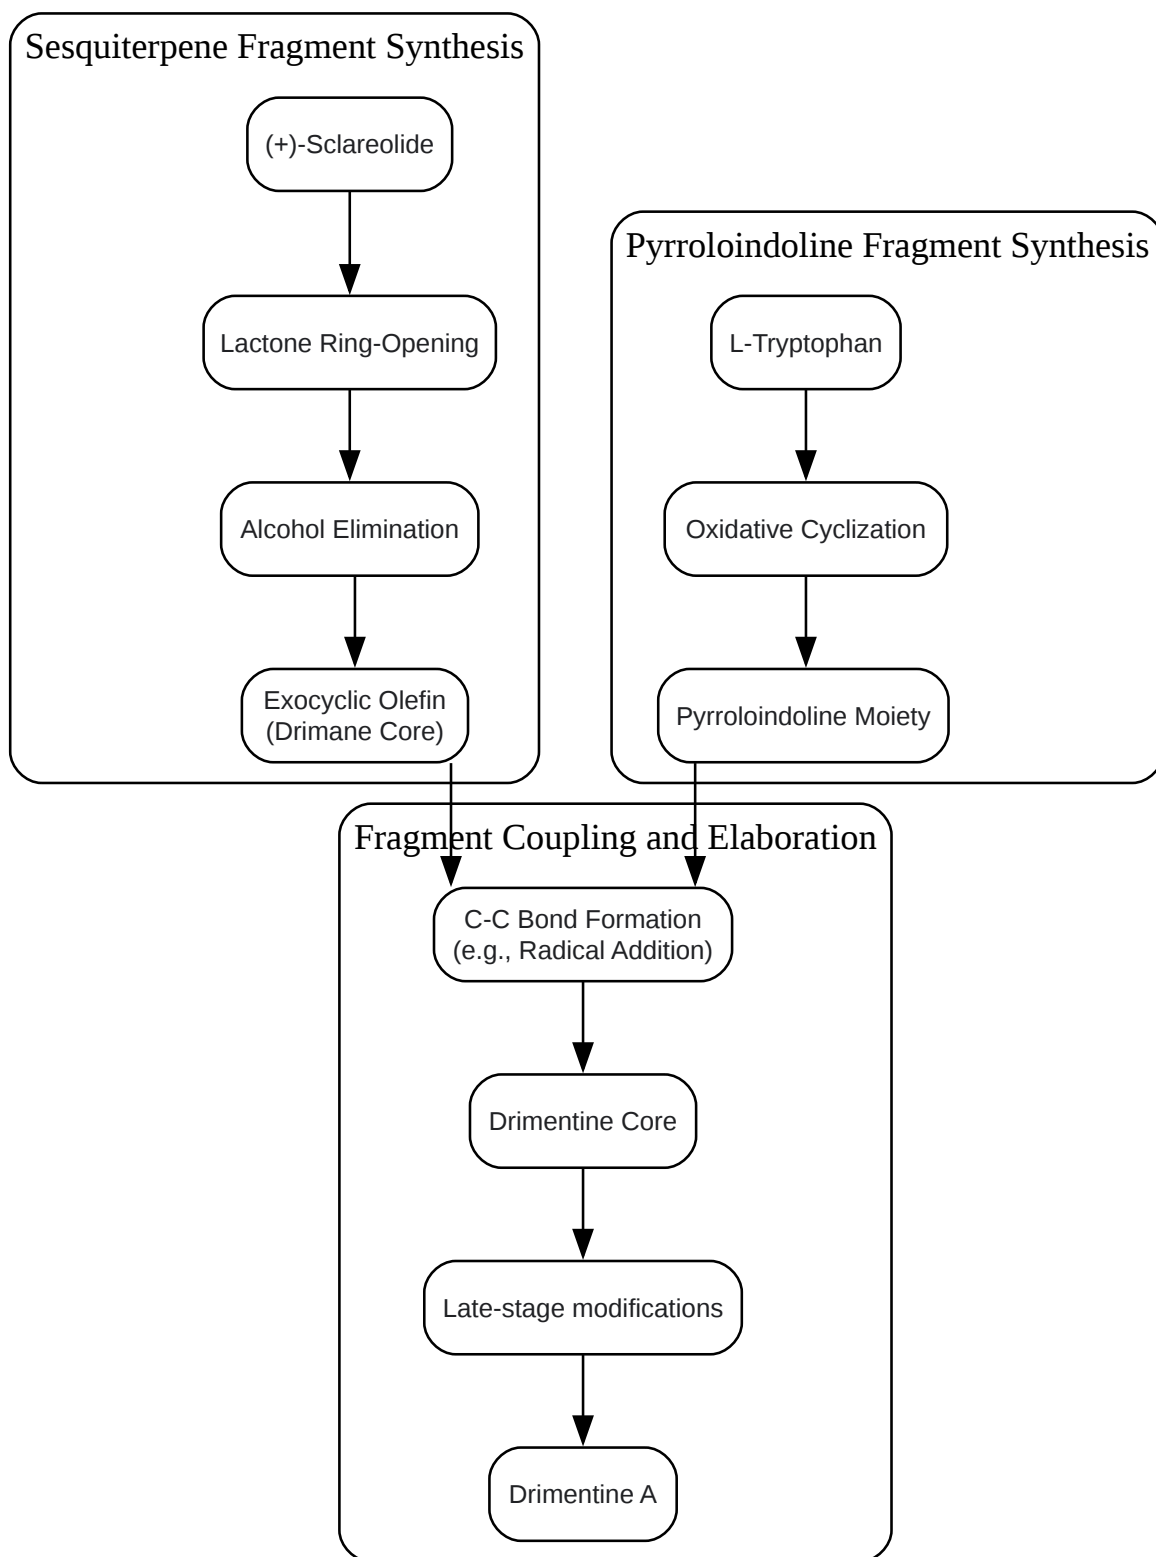 Sesquiterpene Fragment Synthesis
(+)-Sclareolide
Lactone Ring-Opening
Alcohol Elimination
Exocyclic Olefin
(Drimane Core)
Pyrroloindoline Fragment Synthesis
L-Tryptophan
Oxidative Cyclization
Pyrroloindoline Moiety
Fragment Coupling and Elaboration
C-C Bond Formation
(e.g., Radical Addition)
Drimentine Core
Late-stage modifications
Drimentine A